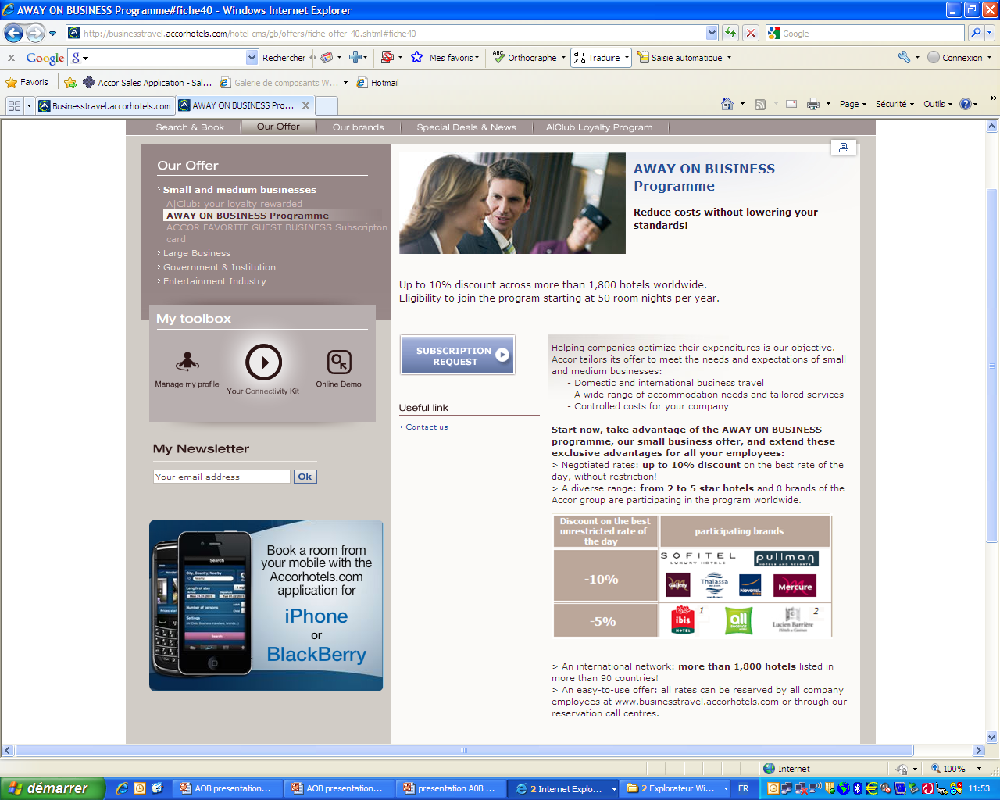 AWAY ON BUSINESS Programme#fiche40 - Windows Internet Explorer
http://businesstravel.accorhotels.com/hotel-cms/gb/offers/fiche-offer-40.shtml#fiche40
Google
Google
Rechercher
Mes favoris
Orthographe
Traduire
Saisie automatique
Connexion
Favoris
Accor Sales Application - Sal...
Galerie de composants W...
Hotmail
Businesstravel.accorhotels.com
AWAY ON BUSINESS Pro...
Page
Sécurité
Outils
Search & Book
Our Offer
Our brands
Special Deals & News
A|Club Loyalty Program
Our Offer
Small and medium businesses
A|Club: your loyalty rewarded
AWAY ON BUSINESS Programme
ACCOR FAVORITE GUEST BUSINESS Subscripton
card
Large Business
Government & Institution
Entertainment Industry
My toolbox
Manage my profile
Your Connectivity Kit
Online Demo
My Newsletter
Your email address
Ok
Search
City, Country, Nearby
Length of stay
Number of persons
Settings
Search
Book a room from
your mobile with the
Accorhotels.com
application for
iPhone
or
BlackBerry
AWAY ON BUSINESS
Programme
Reduce costs without lowering your
standards!
Up to 10% discount across more than 1,800 hotels worldwide.
Eligibility to join the program starting at 50 room nights per year.
SUBSCRIPTION
REQUEST
Useful link
Contact us
Helping companies optimize their expenditures is our objective.
Accor tailors its offer to meet the needs and expectations of small
and medium businesses:
- Domestic and international business travel
- A wide range of accommodation needs and tailored services
- Controlled costs for your company
Start now, take advantage of the AWAY ON BUSINESS
programme, our small business offer, and extend these
exclusive advantages for all your employees:
> Negotiated rates: up to 10% discount on the best rate of the
day, without restriction!
> A diverse range: from 2 to 5 star hotels and 8 brands of the
Accor group are participating in the program worldwide.
Discount on the best
unrestricted rate of
the day
participating brands
-10%
SOFITEL
LUXURY HOTELS
pullman
HOTELS AND RESORTS
MGallery
Thalassa
NOVOTEL
Mercure
-5%
ibis
HOTEL
1
all
seasons
Lucien Barrière
2
> An international network: more than 1,800 hotels listed in
more than 90 countries!
> An easy-to-use offer: all rates can be reserved by all company
employees at www.businesstravel.accorhotels.com or through our
reservation call centres.
Internet
100%
démarrer
AOB presentation...
AOB presentation...
presentation A0B ...
2 Internet Explo...
2 Explorateur Wi...
FR
11:53